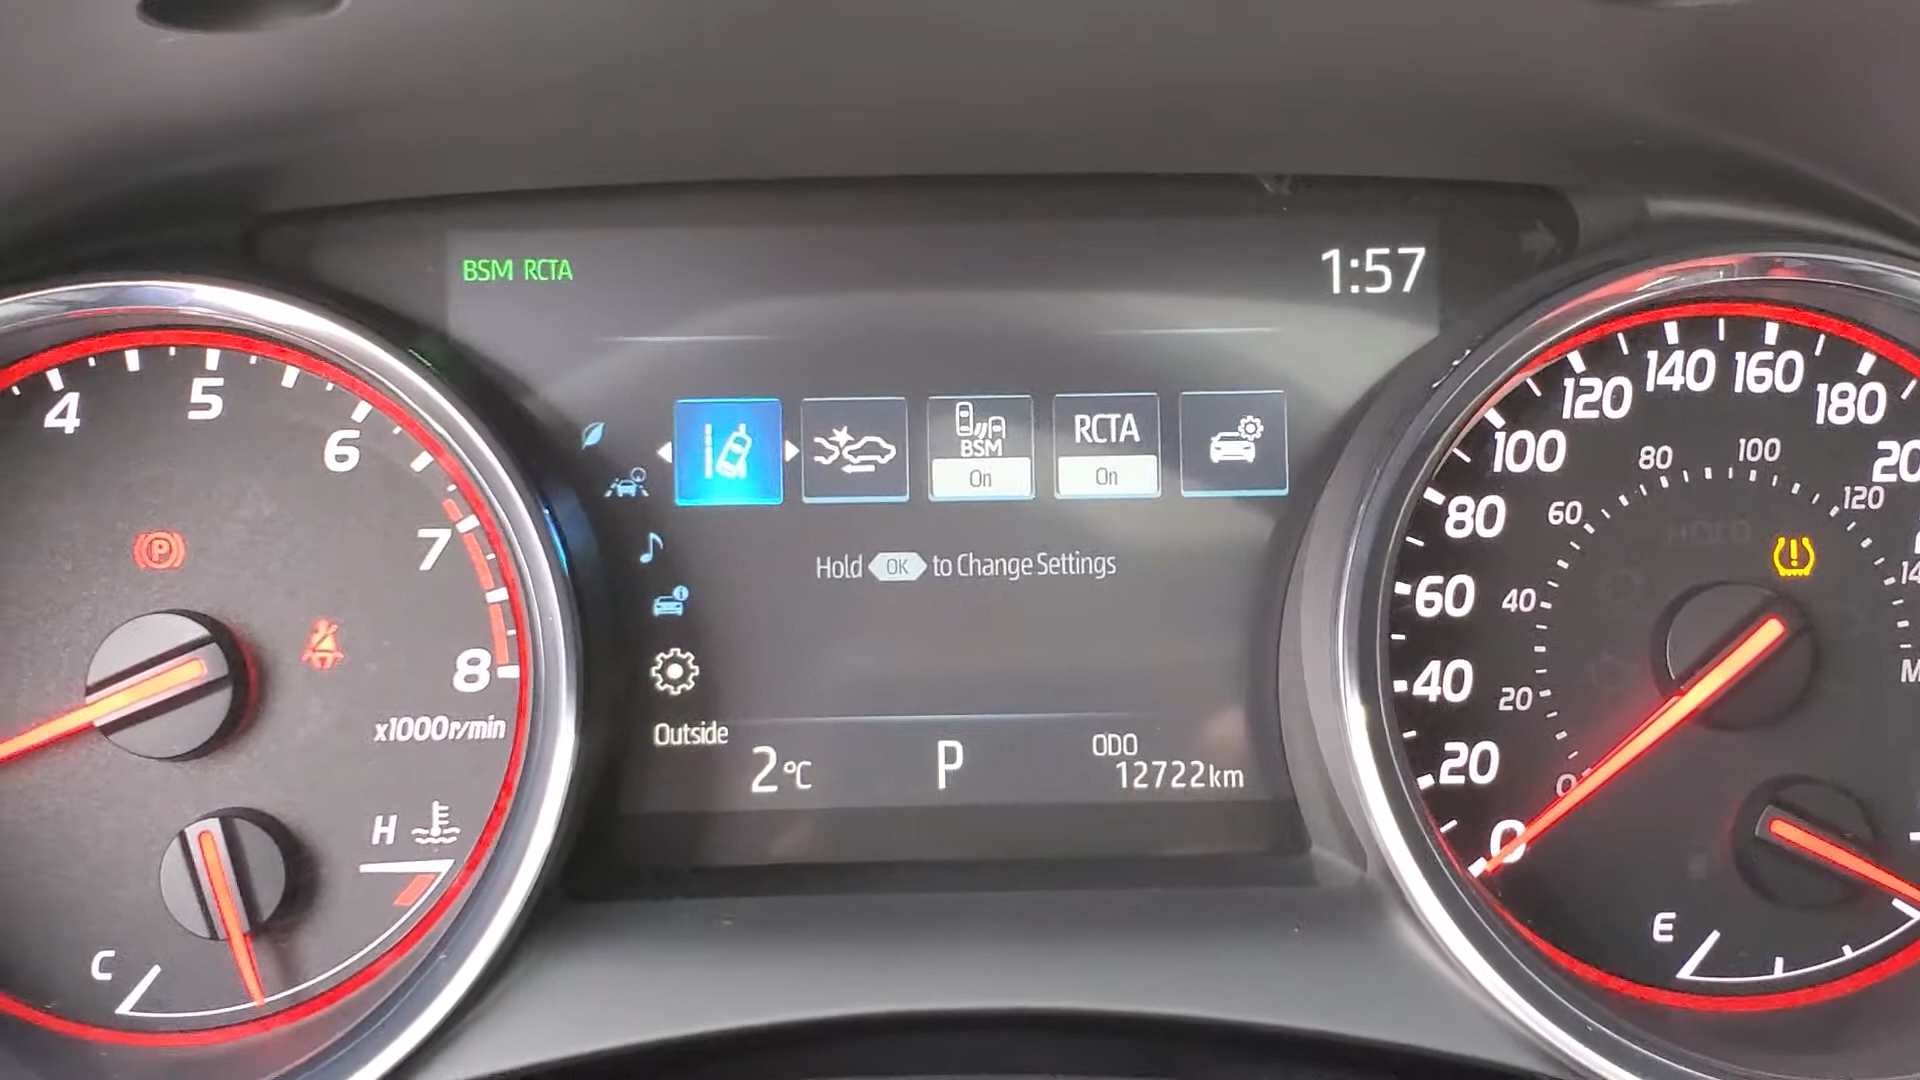 BSM RCTA
1:57
BSM
On
RCTA
On
Hold OK to Change Settings
Outside
2°C
P
ODO
12722km
4
5
6
7
8
x1000r/min
P
H
C
0
20
40
60
80
100
120
140
160
180
0
20
40
60
80
100
120
HOLD
E